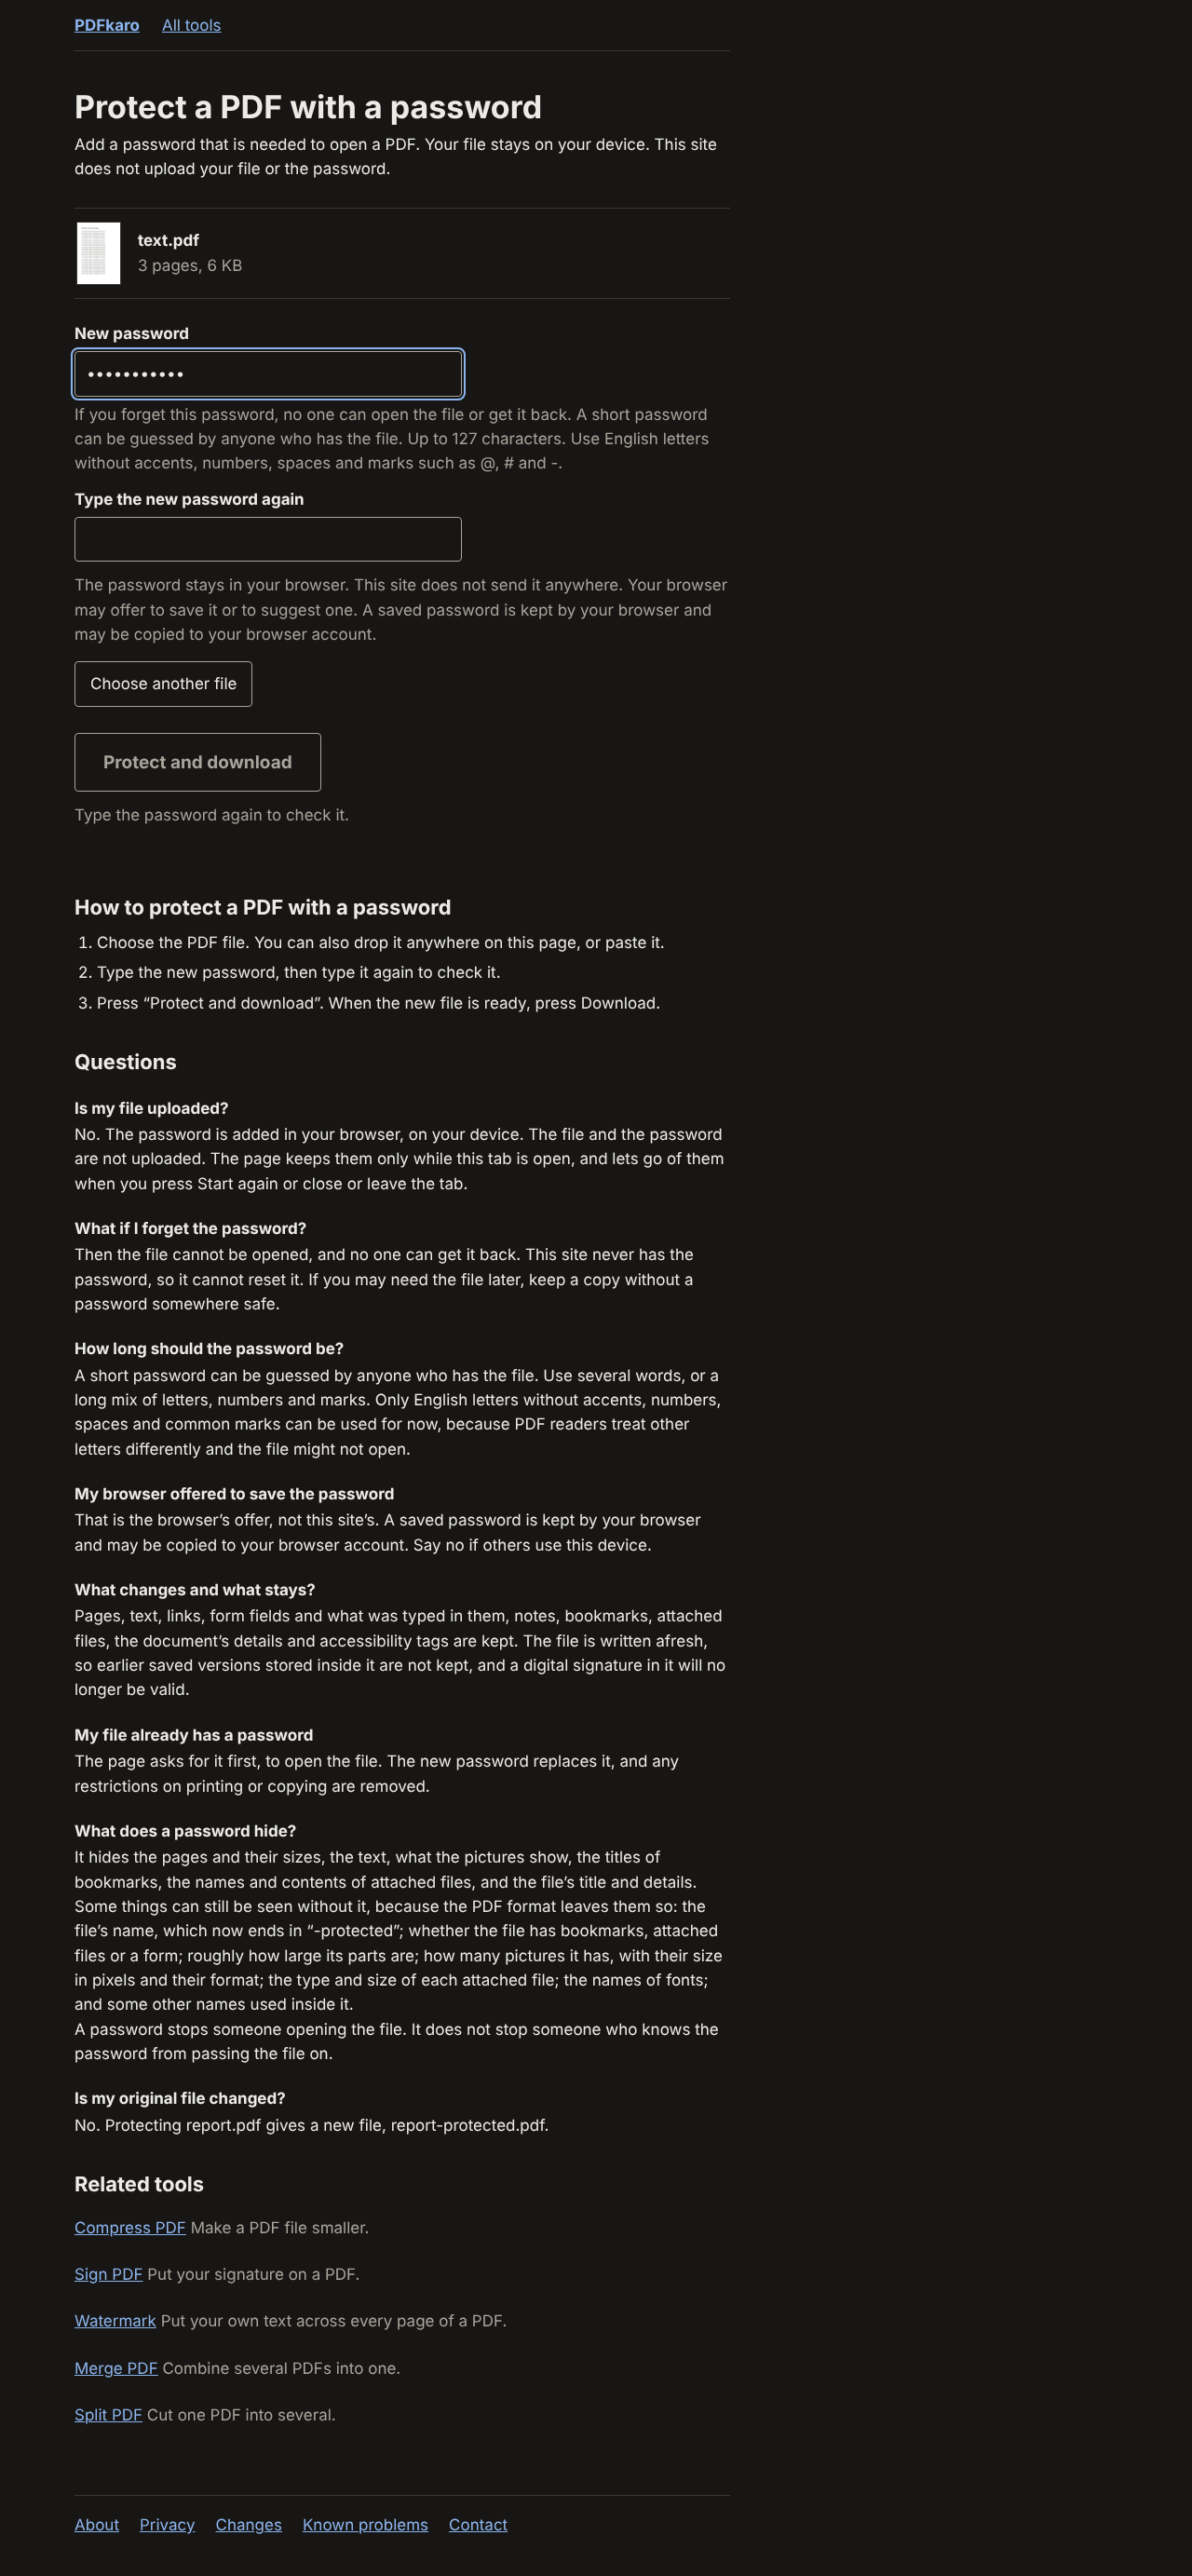 PDFkaro All tools
Protect a PDF with a password
Add a password that is needed to open a PDF. Your file stays on your device. This site
does not upload your file or the password.
text.pdf
3 pages, 6 KB
New password
•••••••••••
If you forget this password, no one can open the file or get it back. A short password
can be guessed by anyone who has the file. Up to 127 characters. Use English letters
without accents, numbers, spaces and marks such as @, # and -.
Type the new password again
The password stays in your browser. This site does not send it anywhere. Your browser
may offer to save it or to suggest one. A saved password is kept by your browser and
may be copied to your browser account.
Choose another file
Protect and download
Type the password again to check it.
How to protect a PDF with a password
1. Choose the PDF file. You can also drop it anywhere on this page, or paste it.
2. Type the new password, then type it again to check it.
3. Press “Protect and download”. When the new file is ready, press Download.
Questions
Is my file uploaded?
No. The password is added in your browser, on your device. The file and the password
are not uploaded. The page keeps them only while this tab is open, and lets go of them
when you press Start again or close or leave the tab.
What if I forget the password?
Then the file cannot be opened, and no one can get it back. This site never has the
password, so it cannot reset it. If you may need the file later, keep a copy without a
password somewhere safe.
How long should the password be?
A short password can be guessed by anyone who has the file. Use several words, or a
long mix of letters, numbers and marks. Only English letters without accents, numbers,
spaces and common marks can be used for now, because PDF readers treat other
letters differently and the file might not open.
My browser offered to save the password
That is the browser’s offer, not this site’s. A saved password is kept by your browser
and may be copied to your browser account. Say no if others use this device.
What changes and what stays?
Pages, text, links, form fields and what was typed in them, notes, bookmarks, attached
files, the document’s details and accessibility tags are kept. The file is written afresh,
so earlier saved versions stored inside it are not kept, and a digital signature in it will no
longer be valid.
My file already has a password
The page asks for it first, to open the file. The new password replaces it, and any
restrictions on printing or copying are removed.
What does a password hide?
It hides the pages and their sizes, the text, what the pictures show, the titles of
bookmarks, the names and contents of attached files, and the file’s title and details.
Some things can still be seen without it, because the PDF format leaves them so: the
file’s name, which now ends in “-protected”; whether the file has bookmarks, attached
files or a form; roughly how large its parts are; how many pictures it has, with their size
in pixels and their format; the type and size of each attached file; the names of fonts;
and some other names used inside it.
A password stops someone opening the file. It does not stop someone who knows the
password from passing the file on.
Is my original file changed?
No. Protecting report.pdf gives a new file, report-protected.pdf.
Related tools
Compress PDF Make a PDF file smaller.
Sign PDF Put your signature on a PDF.
Watermark Put your own text across every page of a PDF.
Merge PDF Combine several PDFs into one.
Split PDF Cut one PDF into several.
About Privacy Changes Known problems Contact